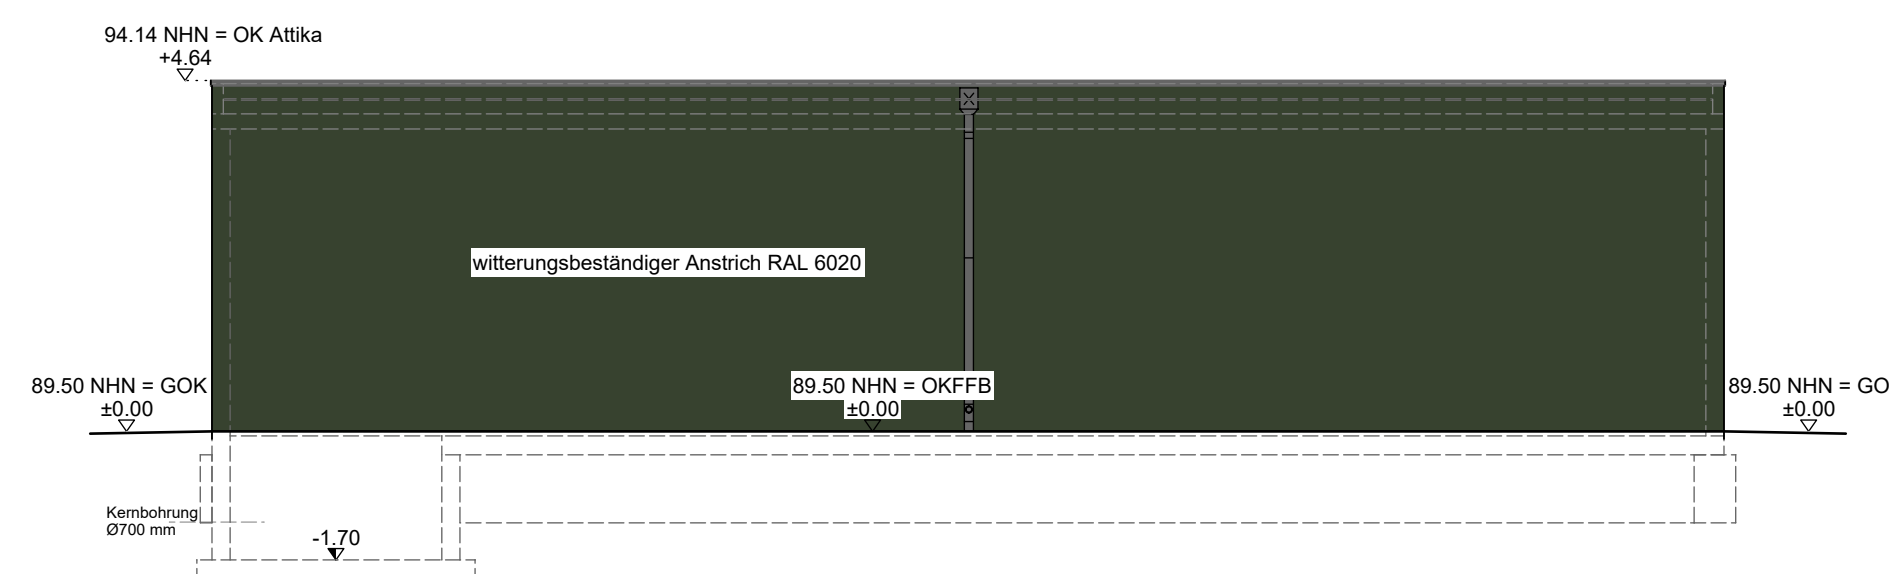 94.14 NHN = OK Attika
+4.64
witterungsbeständiger Anstrich RAL 6020
89.50 NHN = GOK
±0.00
89.50 NHN = OKFFB
±0.00
89.50 NHN = GO
±0.00
Kernbohrung
Ø700 mm
-1.70